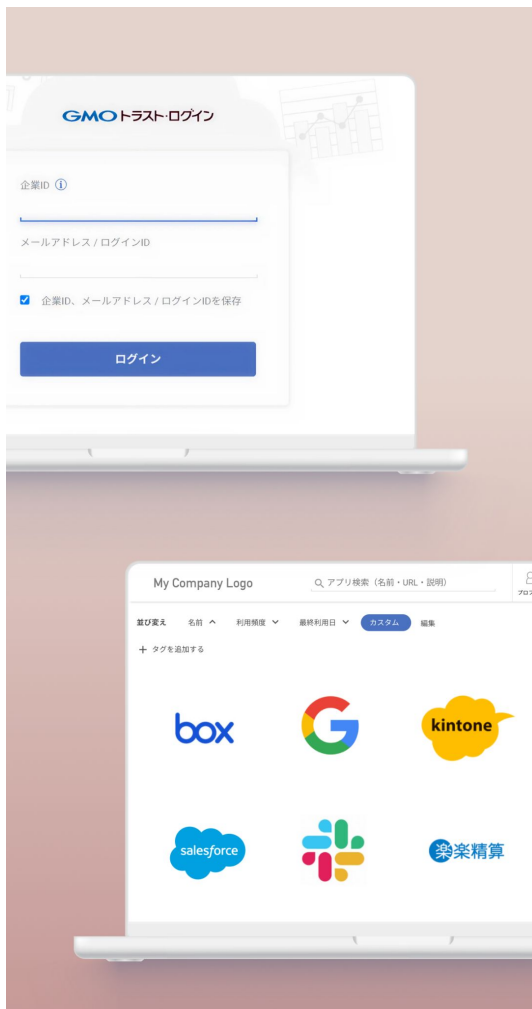 GMOトラスト・ログイン
企業ID
メールアドレス / ログインID
企業ID、メールアドレス / ログインIDを保存
ログイン
My Company Logo
アプリ検索（名前・URL・説明）
並び変え 名前 利用頻度 最終利用日 カスタム 編集
+ タグを追加する
box
G
kintone
salesforce
楽楽精算